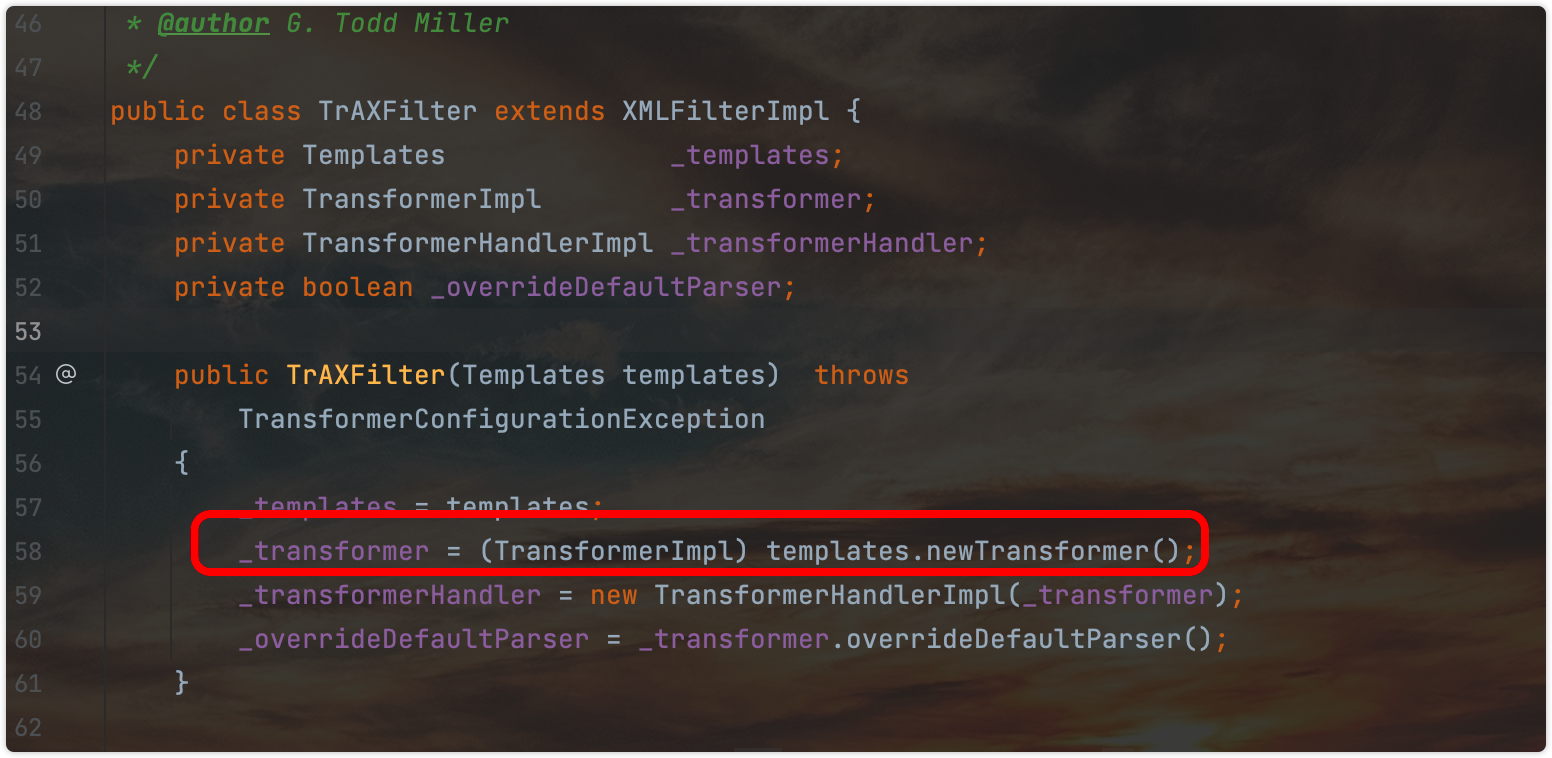 46 * @author G. Todd Miller
47 */
48 public class TrAXFilter extends XMLFilterImpl {
49 private Templates _templates;
50 private TransformerImpl _transformer;
51 private TransformerHandlerImpl _transformerHandler;
52 private boolean _overrideDefaultParser;
53
54 @ public TrAXFilter(Templates templates) throws
55 TransformerConfigurationException
56 {
57 _templates = templates;
58 _transformer = (TransformerImpl) templates.newTransformer();
59 _transformerHandler = new TransformerHandlerImpl(_transformer);
60 _overrideDefaultParser = _transformer.overrideDefaultParser();
61 }
62